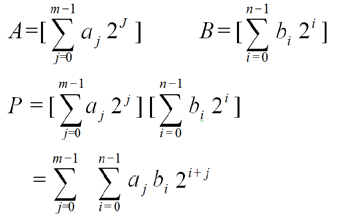 A=[∑_{j=0}^{m-1} a_j 2^J ]    B=[∑_{i=0}^{n-1} b_i 2^i ]
P = [∑_{j=0}^{m-1} a_j 2^j ][∑_{i=0}^{n-1} b_i 2^i ]
= ∑_{j=0}^{m-1} ∑_{i=0}^{n-1} a_j b_i 2^{i+j}